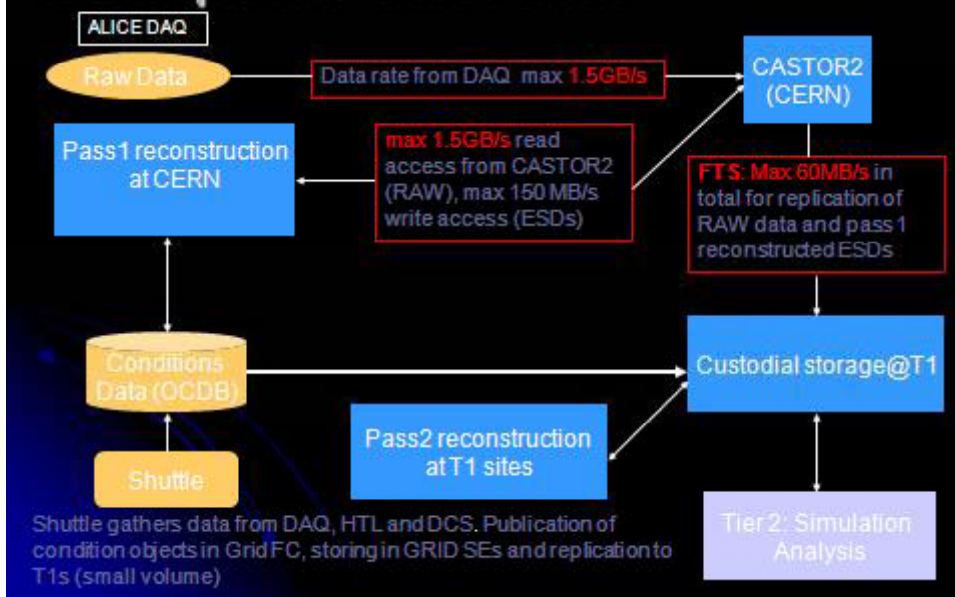 ALICE DAQ
Raw Data
Data rate from DAQ max 1.5GB/s
CASTOR2
(CERN)
Pass1 reconstruction
at CERN
max 1.5GB/s read
access from CASTOR2
(RAW), max 150 MB/s
write access (ESDs)
FTS: Max 60MB/s in
total for replication of
RAW data and pass 1
reconstructed ESDs
Conditions
Data (OCDB)
Custodial storage@T1
Pass2 reconstruction
at T1 sites
Shuttle
Shuttle gathers data from DAQ, HTL and DCS. Publication of
condition objects in Grid FC, storing in GRID SEs and replication to
T1s (small volume)
Tier 2: Simulation
Analysis